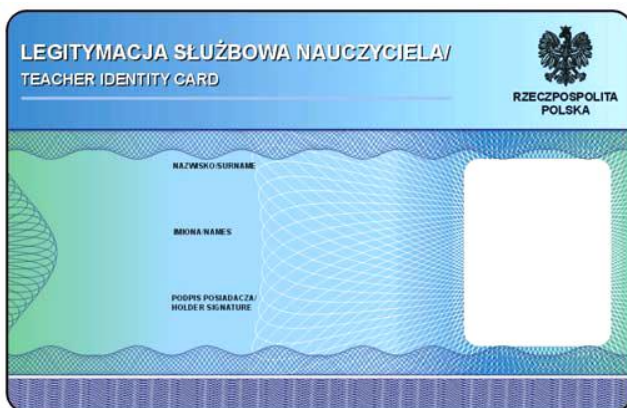 LEGITYMACJA SŁUŻBOWA NAUCZYCIELA/
TEACHER IDENTITY CARD
RZECZPOSPOLITA
POLSKA
NAZWISKO/SURNAME
IMIONA/NAMES
PODPIS POSIADACZA/
HOLDER SIGNATURE